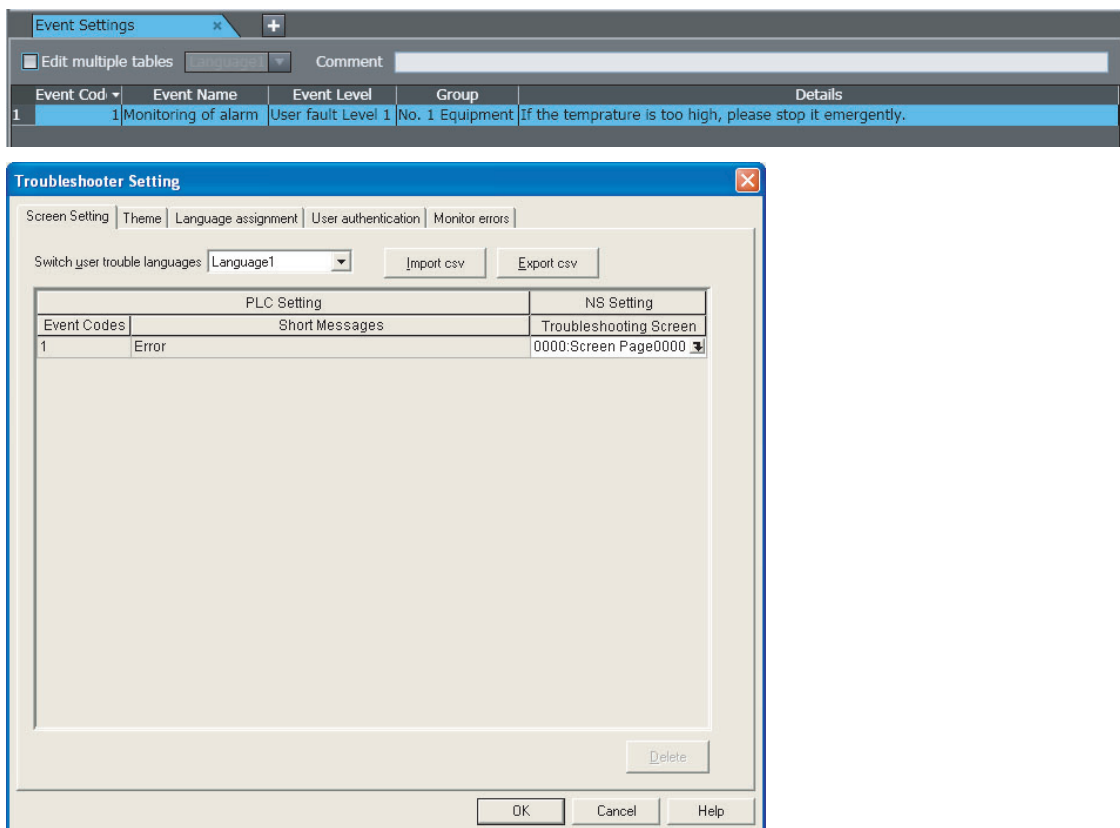 Event Settings
Edit multiple tables Language1 Comment
Event Cod Event Name Event Level Group Details
1 1 Monitoring of alarm User fault Level 1 No. 1 Equipment If the temprature is too high, please stop it emergently.
Troubleshooter Setting
Screen Setting Theme Language assignment User authentication Monitor errors
Switch user trouble languages Language1 Import csv Export csv
PLC Setting NS Setting
Event Codes Short Messages Troubleshooting Screen
1 Error 0000:Screen Page0000
Delete
OK Cancel Help